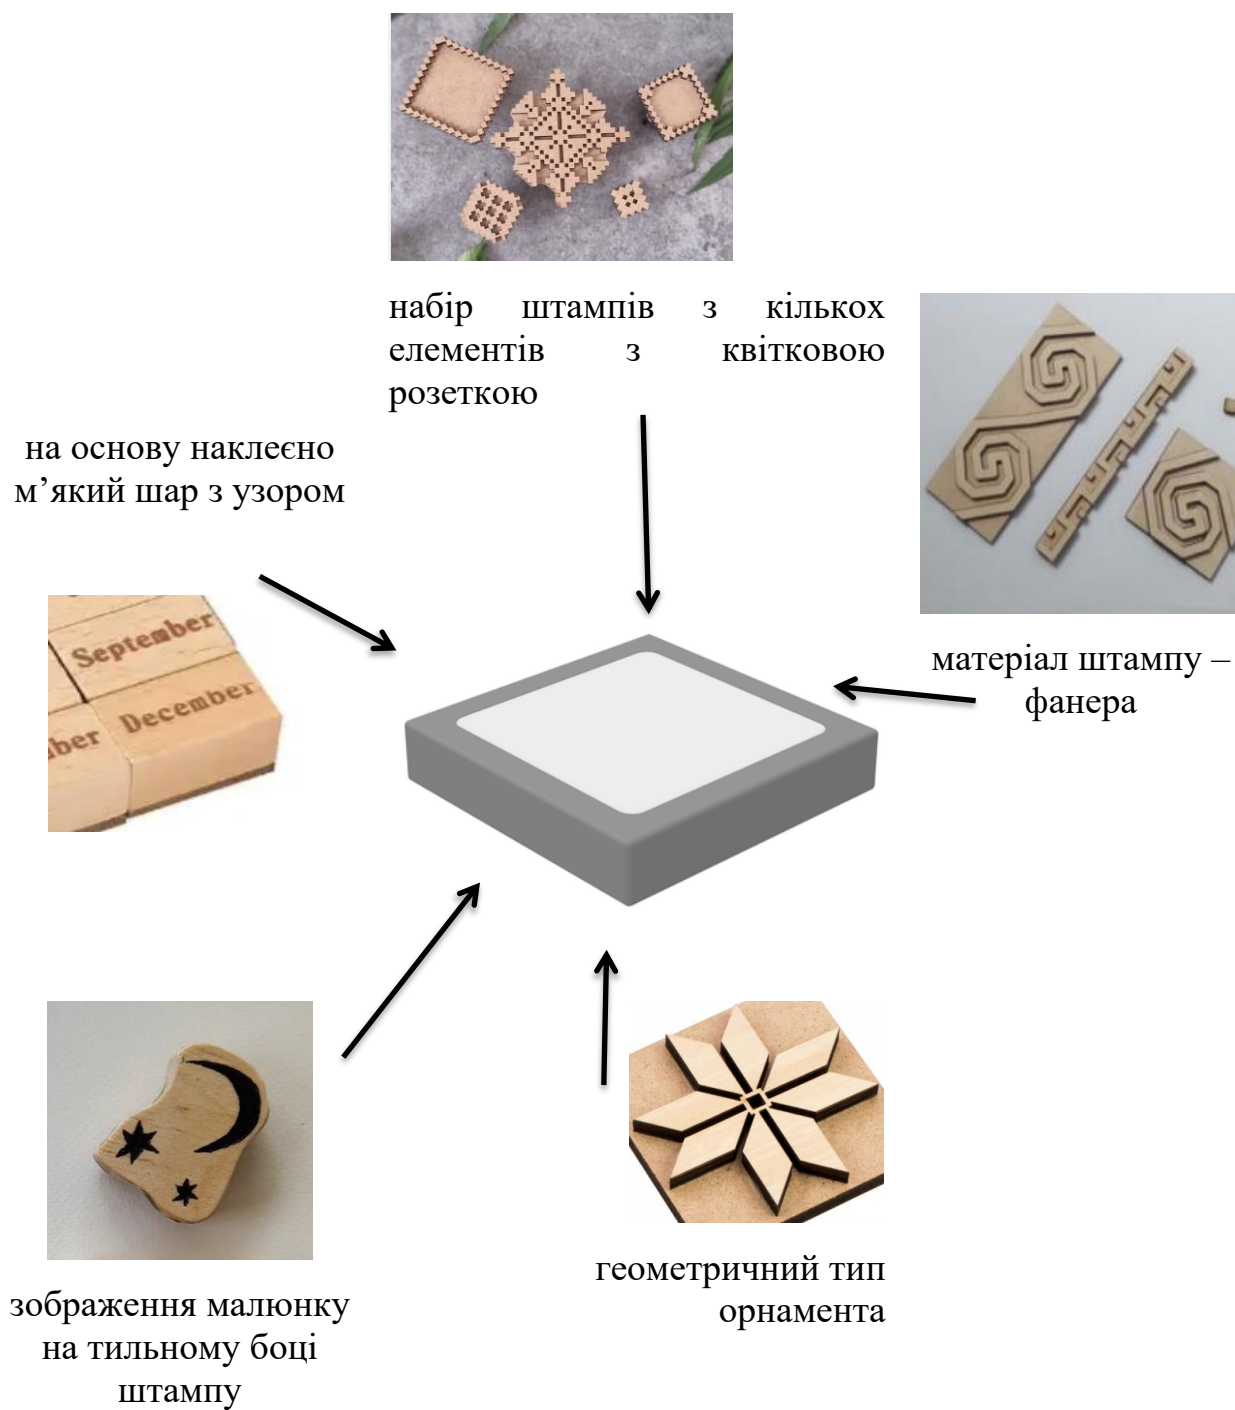 набір штампів з кількох
елементів з квітковою
розеткою
на основу наклеєно
м’який шар з узором
September
December
ber
матеріал штампу –
фанера
геометричний тип
орнамента
зображення малюнку
на тильному боці
штампу